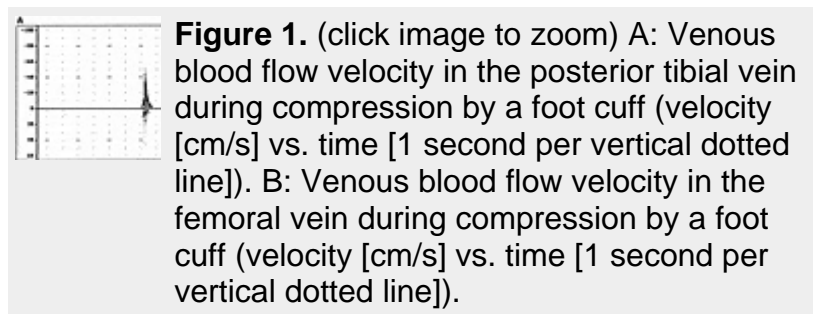 A
Figure 1. (click image to zoom) A: Venous
blood flow velocity in the posterior tibial vein
during compression by a foot cuff (velocity
[cm/s] vs. time [1 second per vertical dotted
line]). B: Venous blood flow velocity in the
femoral vein during compression by a foot
cuff (velocity [cm/s] vs. time [1 second per
vertical dotted line]).